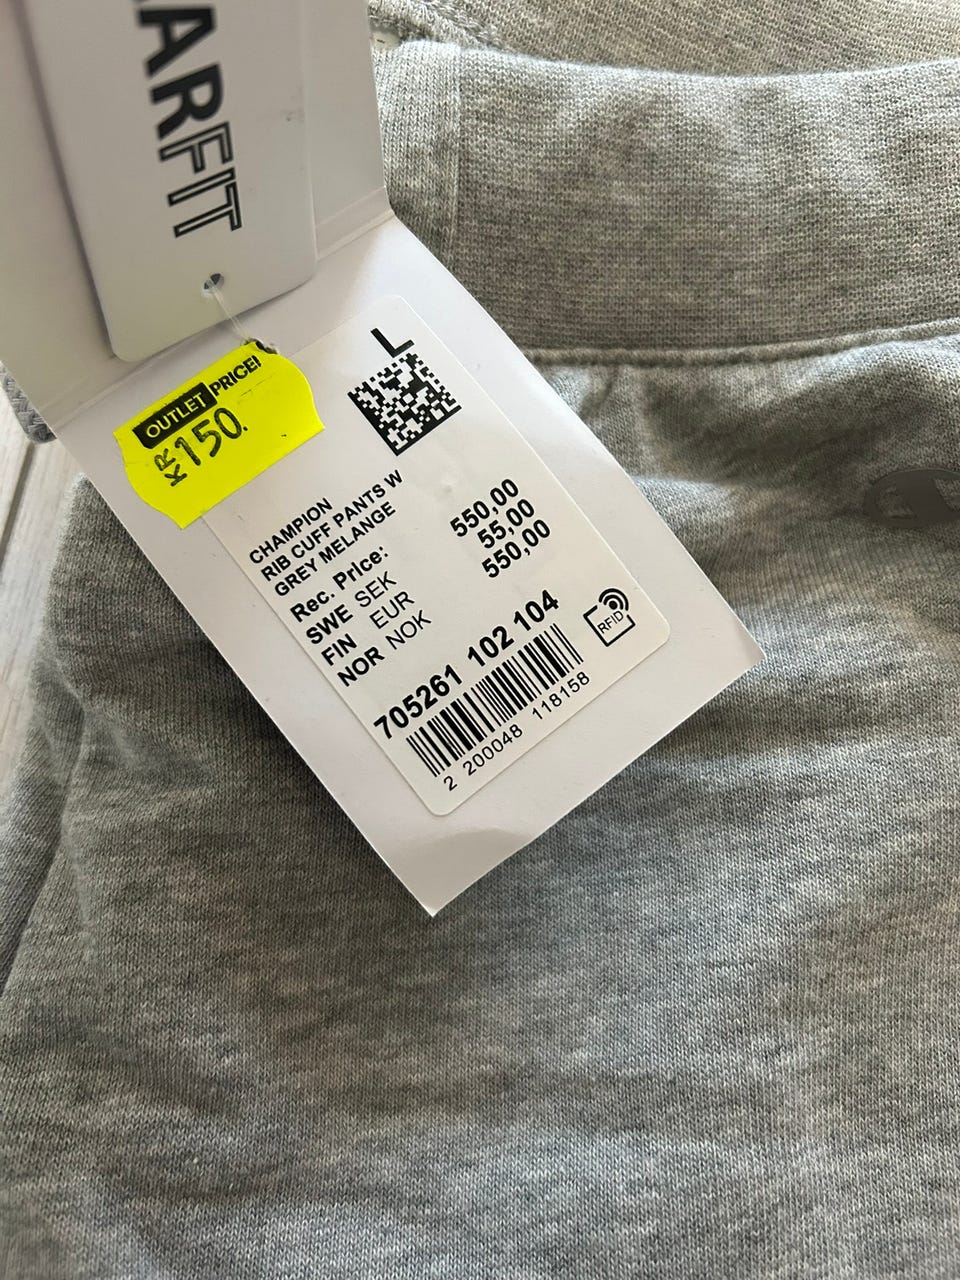 ARFIT
L
OUTLET PRICE!
KR 150.
CHAMPION
RIB CUFF PANTS W
GREY MELANGE
Rec. Price:
SWE SEK 550,00
FIN EUR 55,00
NOR NOK 550,00
705261 102 104
RFID
2 200048 118158